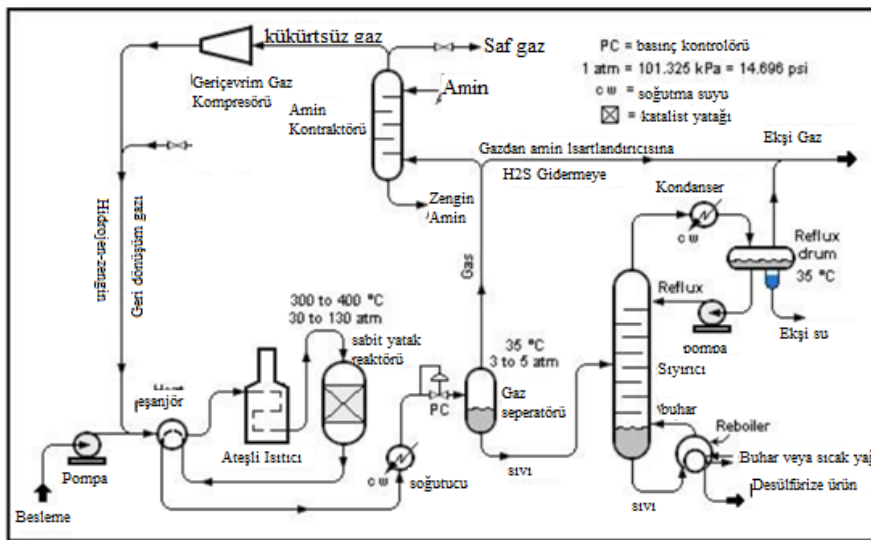 kükürtsüz gaz
Saf gaz
PC = basınç kontrolörü
1 atm = 101.325 kPa = 14.696 psi
cw = soğutma suyu
= katalist yatağı
Geriçevrim Gaz
Kompresörü
Amin
Kontraktörü
Amin
Gazdan amin Isartlandırıcısına
H2S Gidermeye
Ekşi Gaz
Zengin
Amin
Kondanser
cw
Reflux
drum
35 °C
Hidrojen-zengin
Geri dönüşüm gazı
Gas
Reflux
pompa
Ekşi su
300 to 400 °C
30 to 130 atm
sabit yatak
reaktörü
35 °C
3 to 5 atm
Gaz
seperatörü
PC
Sıyırıcı
buhar
Reboiler
Buhar veya sıcak yağ
Desülfürize ürün
eşanjör
Ateşli Isıtıcı
Pompa
Besleme
cw
soğutucu
sıvı
sıvı